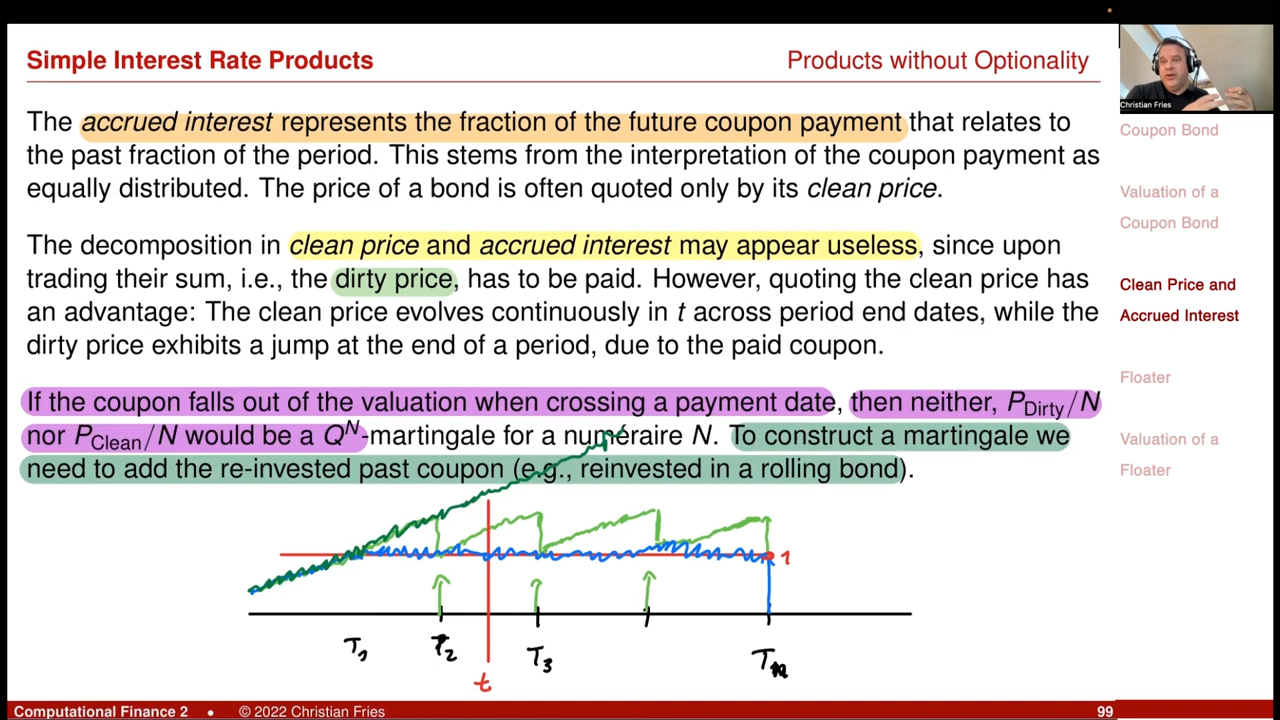 Simple Interest Rate Products
Products without Optionality
Christian Fries
The accrued interest represents the fraction of the future coupon payment that relates to
the past fraction of the period. This stems from the interpretation of the coupon payment as
equally distributed. The price of a bond is often quoted only by its clean price.
The decomposition in clean price and accrued interest may appear useless, since upon
trading their sum, i.e., the dirty price, has to be paid. However, quoting the clean price has
an advantage: The clean price evolves continuously in t across period end dates, while the
dirty price exhibits a jump at the end of a period, due to the paid coupon.
If the coupon falls out of the valuation when crossing a payment date, then neither, P_Dirty/N
nor P_Clean/N would be a Q^N-martingale for a numéraire N. To construct a martingale we
need to add the re-invested past coupon (e.g., reinvested in a rolling bond).
Coupon Bond
Valuation of a
Coupon Bond
Clean Price and
Accrued Interest
Floater
Valuation of a
Floater
1
T_1 T_2 T_3 T_n
t
Computational Finance 2 • © 2022 Christian Fries
99